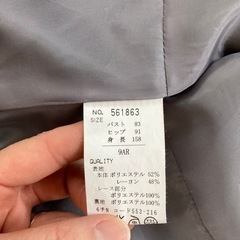 NO. 561863
SIZE
バスト 83
ヒップ 91
身長 158
9AR
QUALITY
表地
本体 ポリエステル 52%
レーヨン 48%
レース部分
ポリエステル100%
裏地 ポリエステル100%